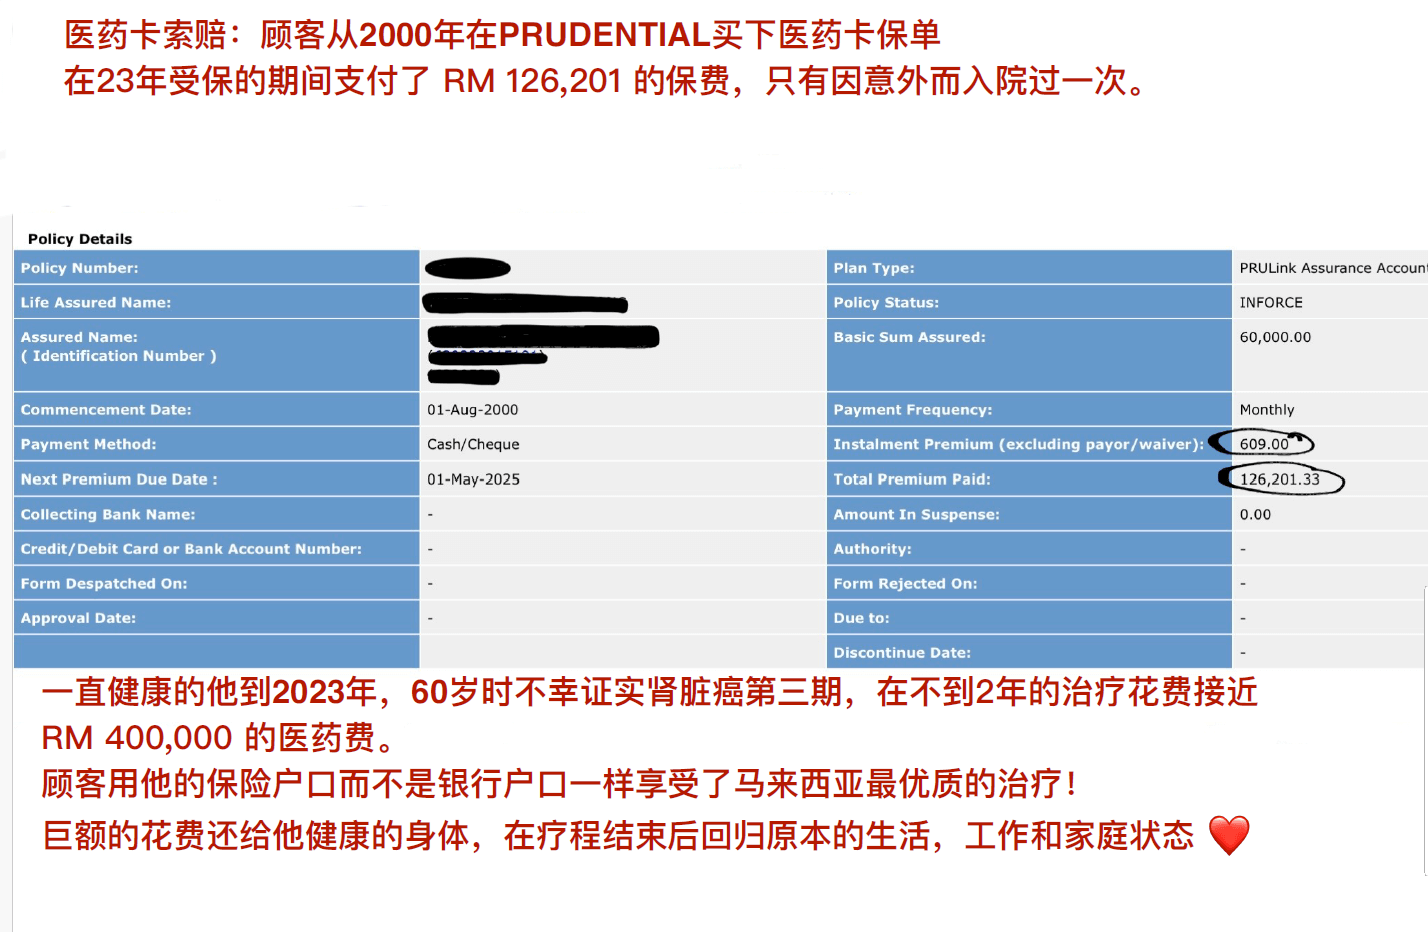 医药卡索赔：顾客从2000年在PRUDENTIAL买下医药卡保单
在23年受保的期间支付了 RM 126,201 的保费，只有因意外而入院过一次。
Policy Details
Policy Number:
Plan Type: PRULink Assurance Account
Life Assured Name:
Policy Status: INFORCE
Assured Name:
( Identification Number )
Basic Sum Assured: 60,000.00
Commencement Date: 01-Aug-2000
Payment Frequency: Monthly
Payment Method: Cash/Cheque
Instalment Premium (excluding payor/waiver): 609.00
Next Premium Due Date : 01-May-2025
Total Premium Paid: 126,201.33
Collecting Bank Name: -
Amount In Suspense: 0.00
Credit/Debit Card or Bank Account Number: -
Authority: -
Form Despatched On: -
Form Rejected On: -
Approval Date: -
Due to: -
Discontinue Date: -
一直健康的他到2023年，60岁时不幸证实肾脏癌第三期，在不到2年的治疗花费接近
RM 400,000 的医药费。
顾客用他的保险户口而不是银行户口一样享受了马来西亚最优质的治疗！
巨额的花费还给他健康的身体，在疗程结束后回归原本的生活，工作和家庭状态 ❤️